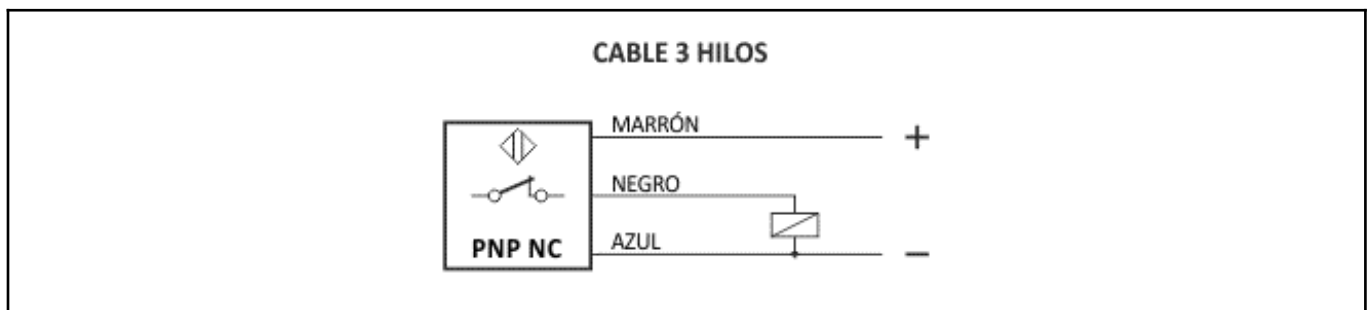 CABLE 3 HILOS
MARRÓN
+
NEGRO
PNP NC
AZUL
−